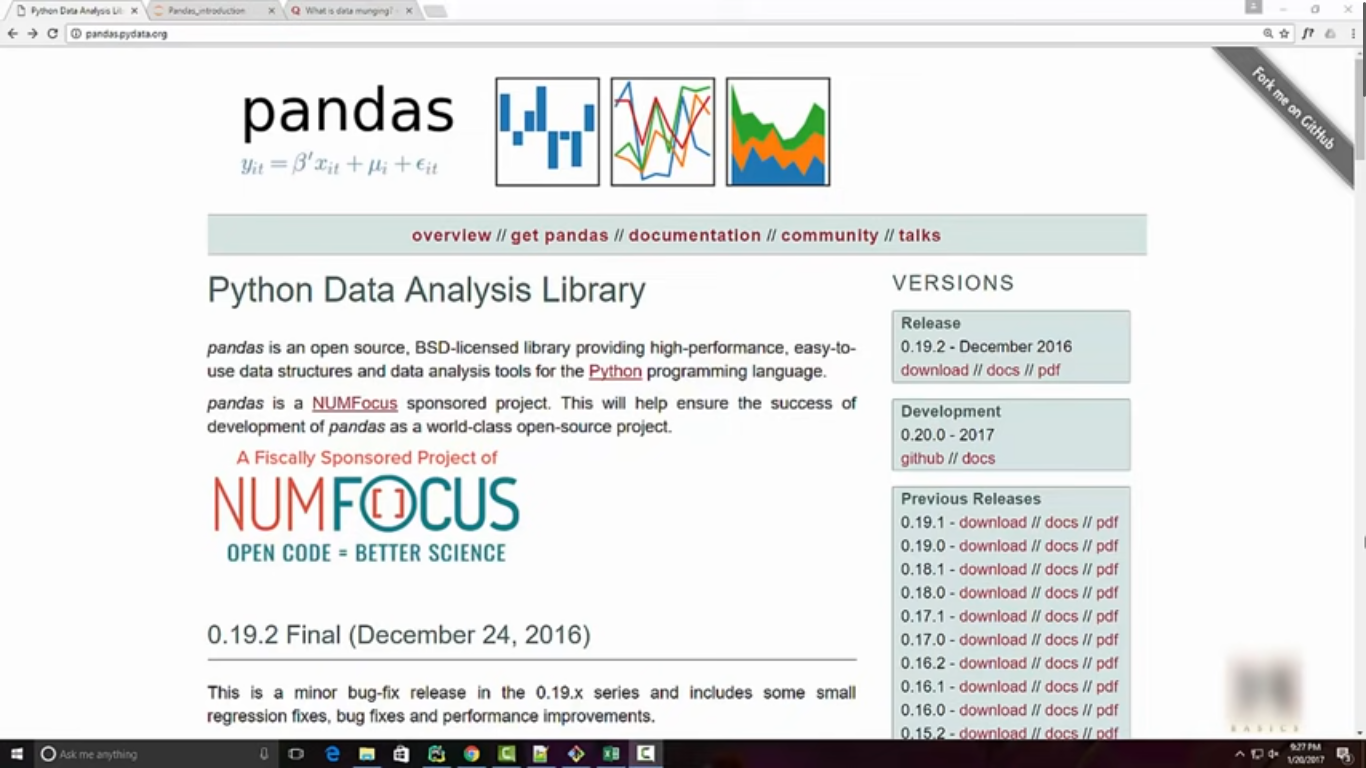 Python Data Analysis Lib
Pandas_introduction
What is data munging? -
pandas.pydata.org
f?
Fork me on GitHub
pandas
yit = β′xit + μi + ϵit
overview // get pandas // documentation // community // talks
Python Data Analysis Library
pandas is an open source, BSD-licensed library providing high-performance, easy-to-
use data structures and data analysis tools for the Python programming language.
pandas is a NUMFocus sponsored project. This will help ensure the success of
development of pandas as a world-class open-source project.
A Fiscally Sponsored Project of
NUMFOCUS
OPEN CODE = BETTER SCIENCE
0.19.2 Final (December 24, 2016)
This is a minor bug-fix release in the 0.19.x series and includes some small
regression fixes, bug fixes and performance improvements.
VERSIONS
Release
0.19.2 - December 2016
download // docs // pdf
Development
0.20.0 - 2017
github // docs
Previous Releases
0.19.1 - download // docs // pdf
0.19.0 - download // docs // pdf
0.18.1 - download // docs // pdf
0.18.0 - download // docs // pdf
0.17.1 - download // docs // pdf
0.17.0 - download // docs // pdf
0.16.2 - download // docs // pdf
0.16.1 - download // docs // pdf
0.16.0 - download // docs // pdf
0.15.2 - download // docs // pdf
BASICS
Ask me anything
9:27 PM
1/20/2017